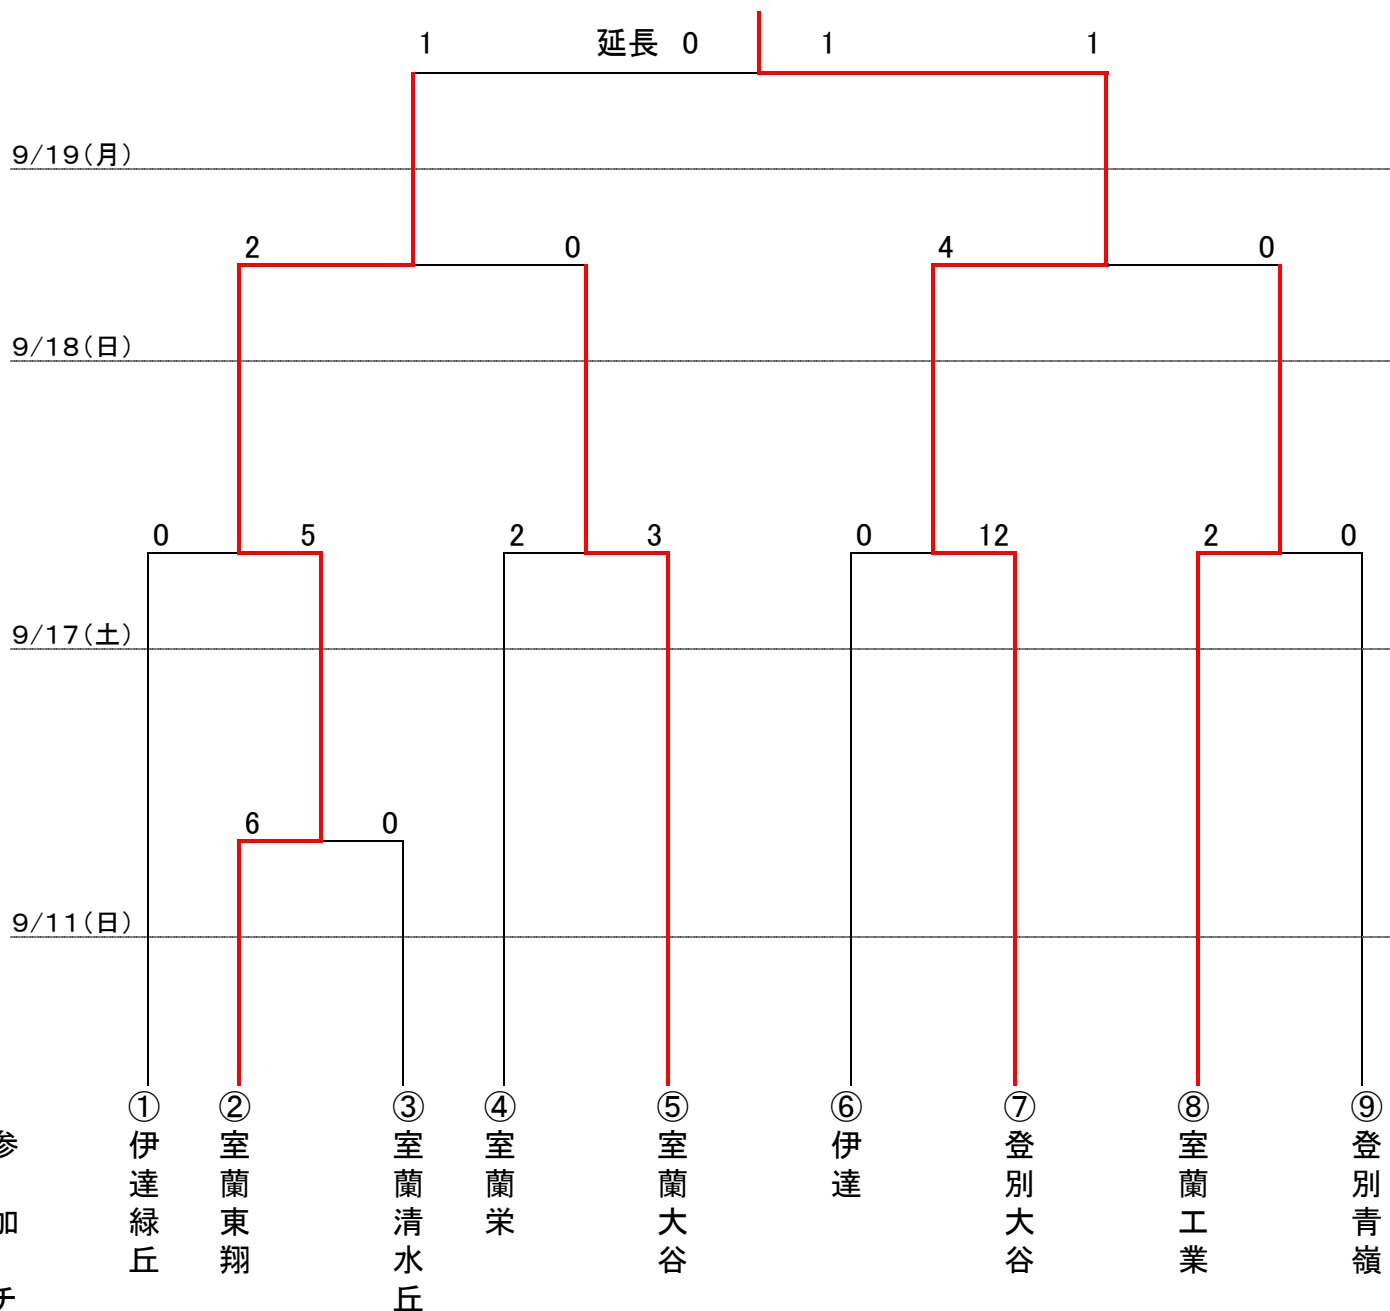 1 延長 0 1 1
9/19(月)
2 0 4 0
9/18(日)
0 5 2 3 0 12 2 0
9/17(土)
6 0
9/11(日)
① ② ③ ④ ⑤ ⑥ ⑦ ⑧ ⑨
参
加
チ
伊達緑丘
室蘭東翔
室蘭清水丘
室蘭栄
室蘭大谷
伊達
登別大谷
室蘭工業
登別青嶺